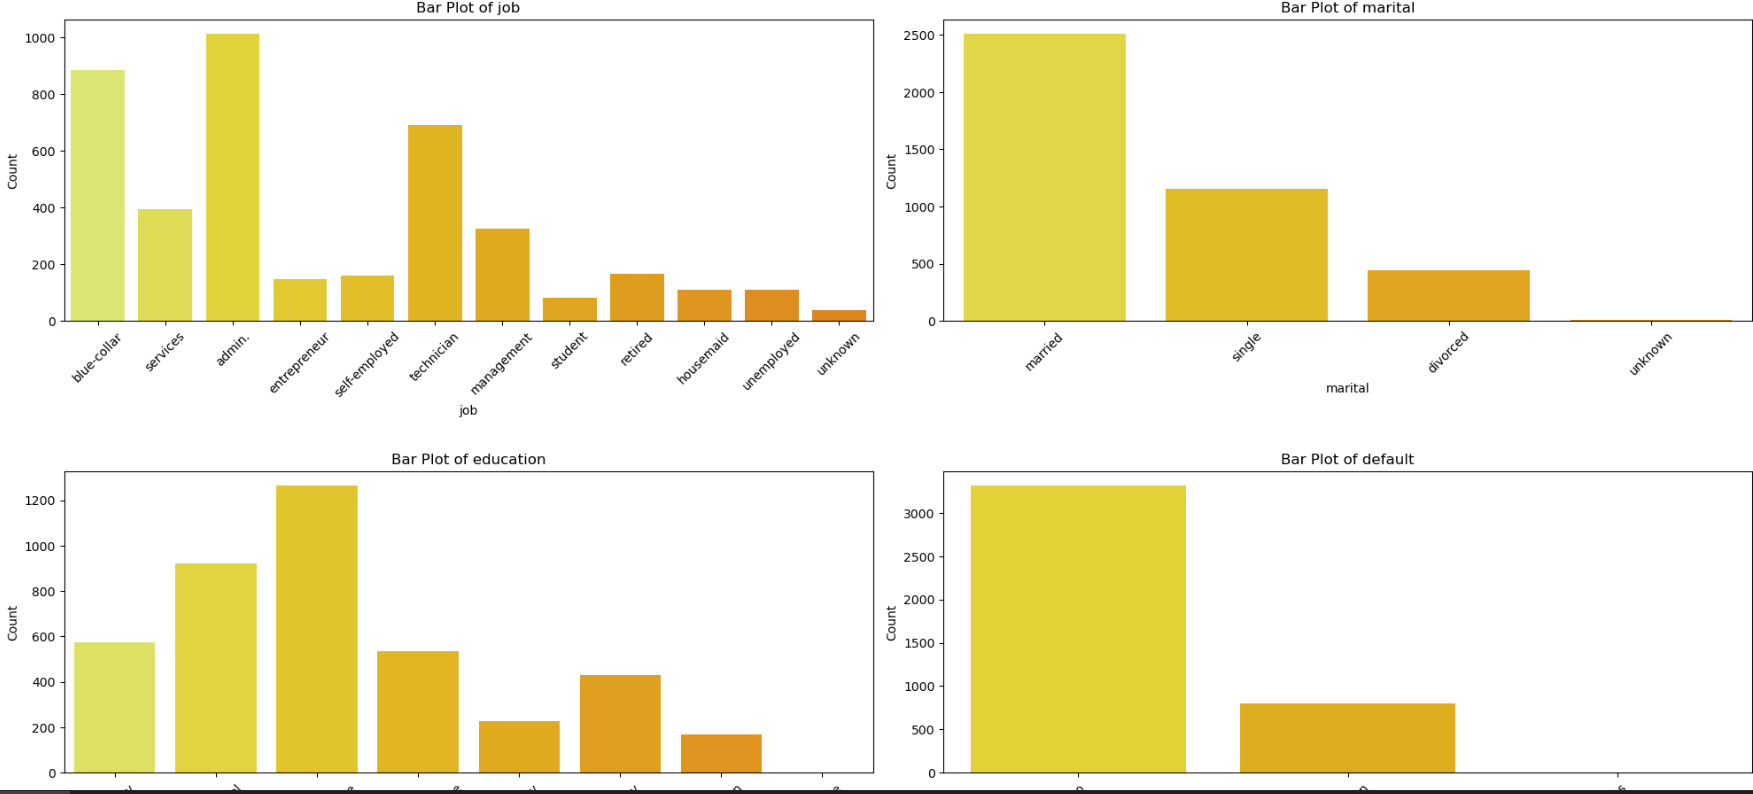 Bar Plot of job
1000
800
600
400
200
0
Count
blue-collar
services
admin.
entrepreneur
self-employed
technician
management
student
retired
housemaid
unemployed
unknown
job
Bar Plot of marital
2500
2000
1500
1000
500
0
Count
married
single
divorced
unknown
marital
Bar Plot of education
1200
1000
800
600
400
200
0
Count
Bar Plot of default
3000
2500
2000
1500
1000
500
0
Count